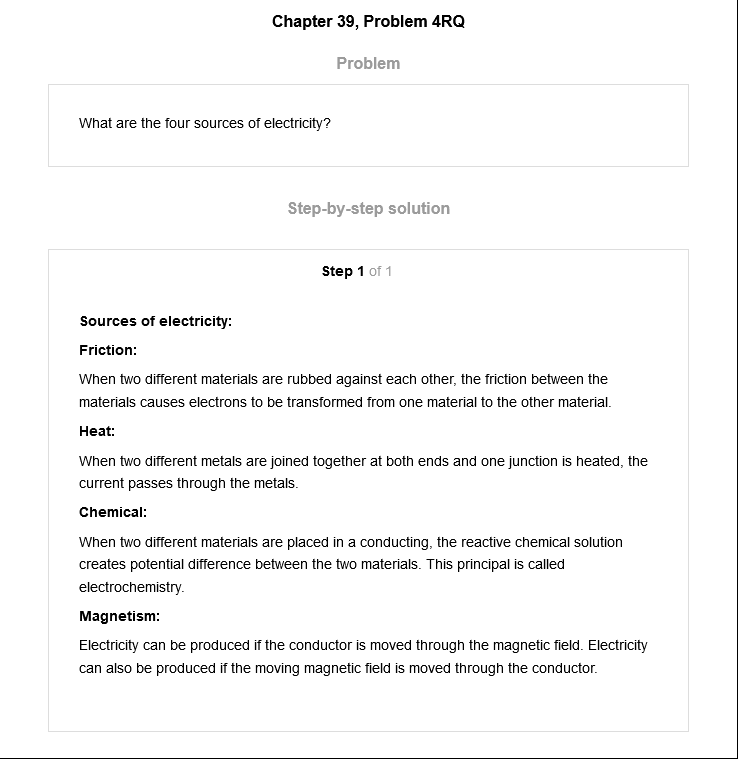 Chapter 39, Problem 4RQ
Problem
What are the four sources of electricity?
Step-by-step solution
Step 1 of 1
Sources of electricity:
Friction:
When two different materials are rubbed against each other, the friction between the
materials causes electrons to be transformed from one material to the other material.
Heat:
When two different metals are joined together at both ends and one junction is heated, the
current passes through the metals.
Chemical:
When two different materials are placed in a conducting, the reactive chemical solution
creates potential difference between the two materials. This principal is called
electrochemistry.
Magnetism:
Electricity can be produced if the conductor is moved through the magnetic field. Electricity
can also be produced if the moving magnetic field is moved through the conductor.